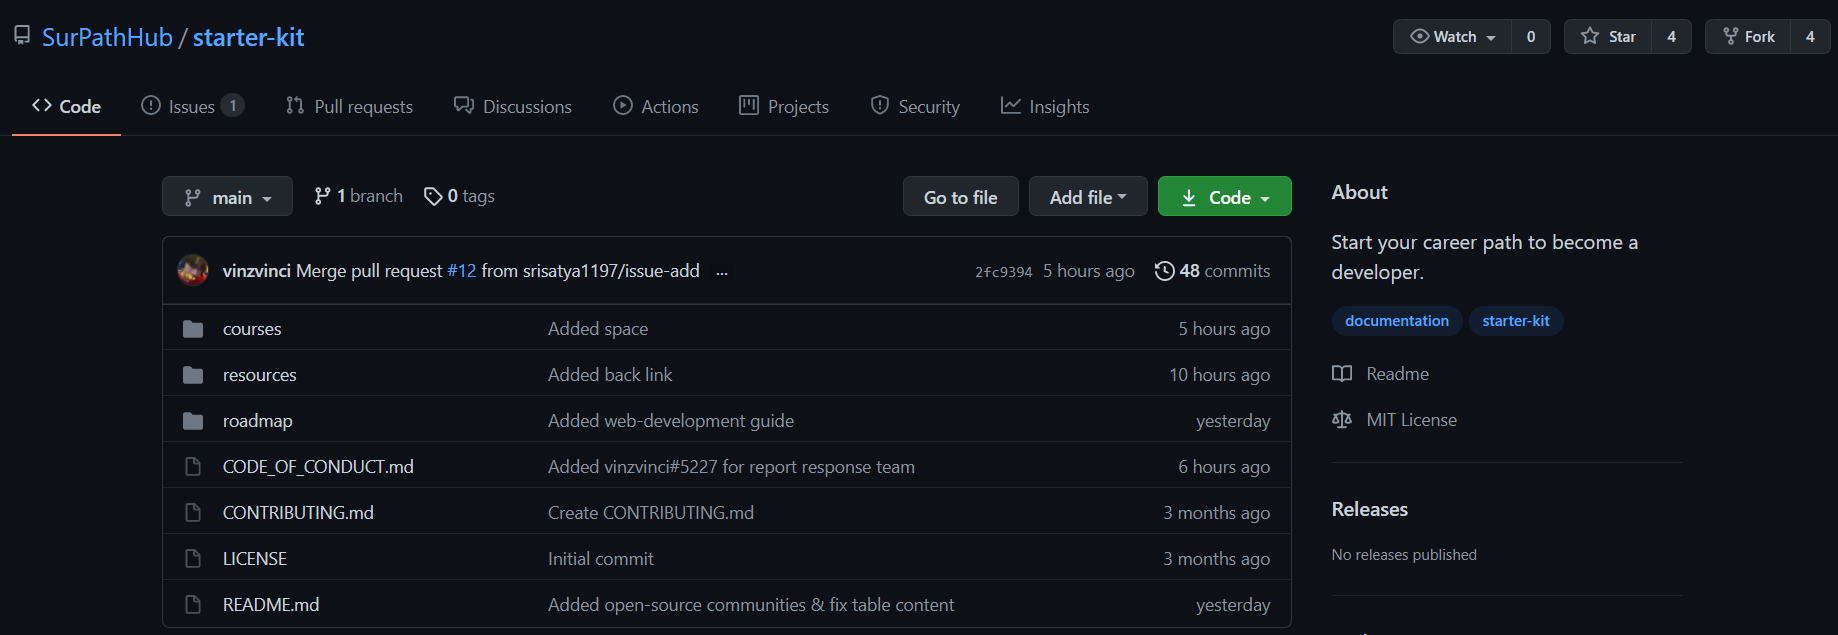 SurPathHub / starter-kit
Watch 0 Star 4 Fork 4
Code Issues 1 Pull requests Discussions Actions Projects Security Insights
main 1 branch 0 tags Go to file Add file Code
vinzvinci Merge pull request #12 from srisatya1197/issue-add ... 2fc9394 5 hours ago 48 commits
courses Added space 5 hours ago
resources Added back link 10 hours ago
roadmap Added web-development guide yesterday
CODE_OF_CONDUCT.md Added vinzvinci#5227 for report response team 6 hours ago
CONTRIBUTING.md Create CONTRIBUTING.md 3 months ago
LICENSE Initial commit 3 months ago
README.md Added open-source communities & fix table content yesterday
About
Start your career path to become a
developer.
documentation starter-kit
Readme
MIT License
Releases
No releases published